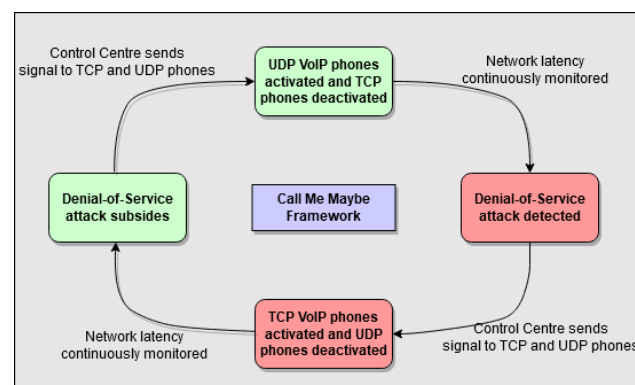 Control Centre sends
signal to TCP and UDP phones
UDP VoIP phones
activated and TCP
phones deactivated
Network latency
continuously monitored
Denial-of-Service
attack subsides
Call Me Maybe
Framework
Denial-of-Service
attack detected
TCP VoIP phones
activated and UDP
phones deactivated
Network latency
continuously monitored
Control Centre sends
signal to TCP and UDP phones